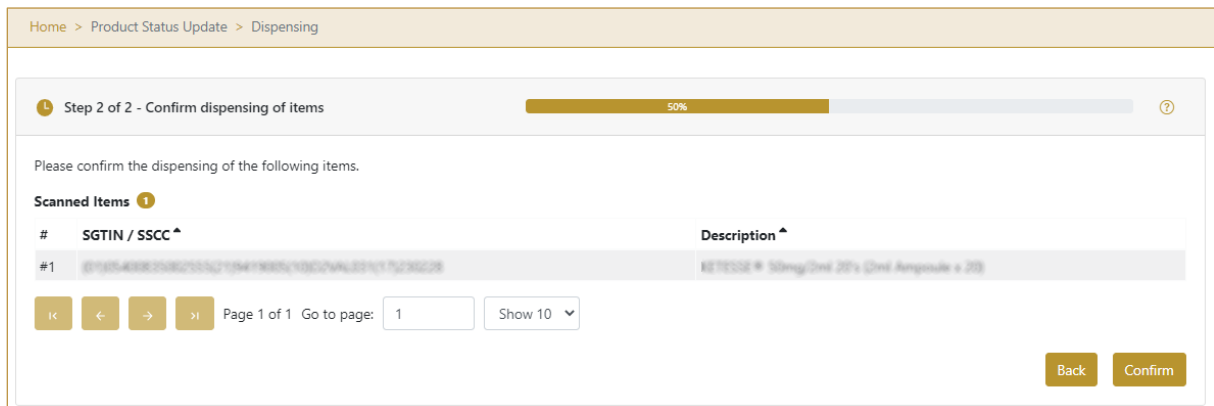 Home > Product Status Update > Dispensing
Step 2 of 2 - Confirm dispensing of items
50%
?
Please confirm the dispensing of the following items.
Scanned Items 1
# SGTIN / SSCC Description
#1
Page 1 of 1 Go to page: 1 Show 10
Back Confirm